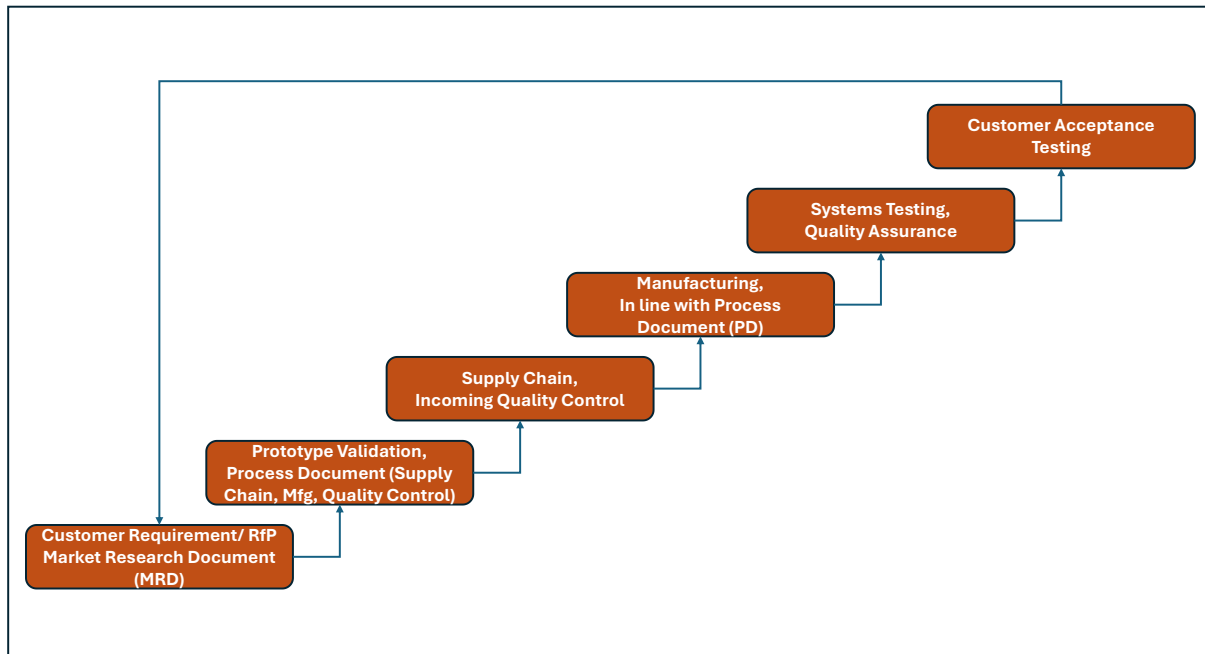 Customer Acceptance
Testing
Systems Testing,
Quality Assurance
Manufacturing,
In line with Process
Document (PD)
Supply Chain,
Incoming Quality Control
Prototype Validation,
Process Document (Supply
Chain, Mfg, Quality Control)
Customer Requirement/ RfP
Market Research Document
(MRD)